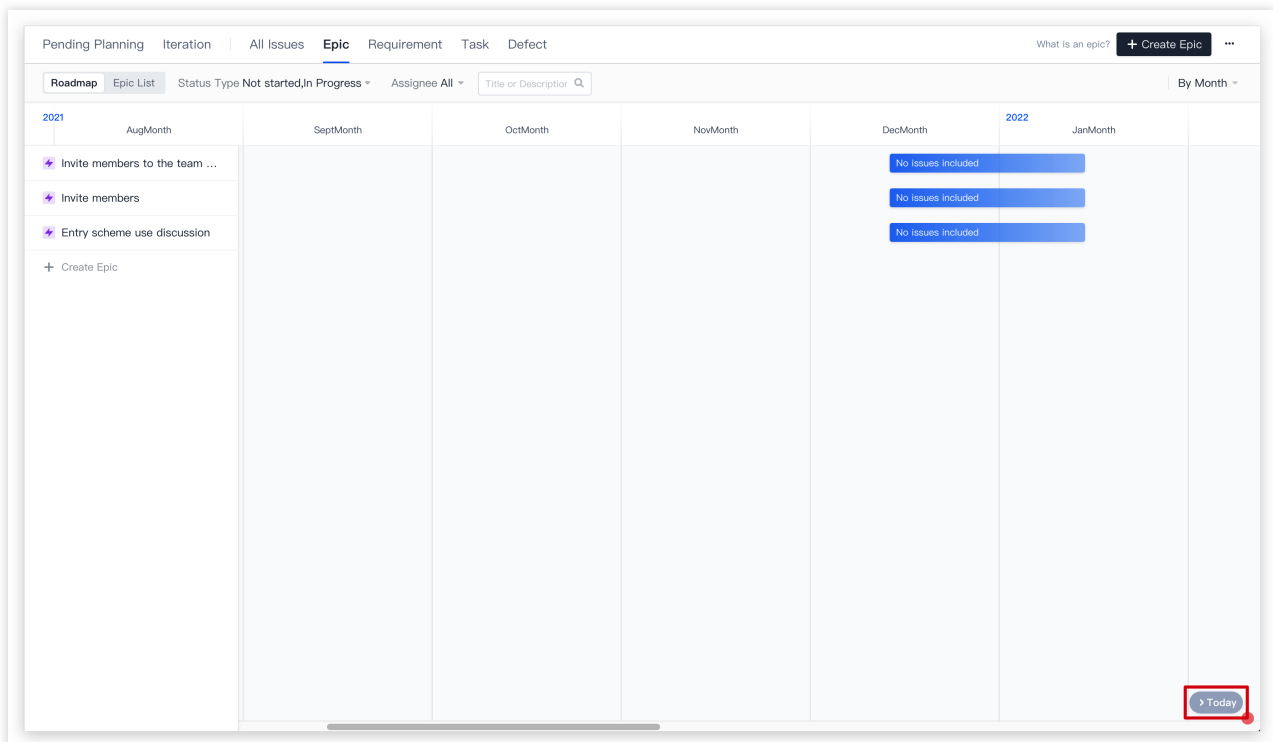 Pending Planning Iteration All Issues Epic Requirement Task Defect What is an epic? + Create Epic ...
Roadmap Epic List Status Type Not started,In Progress Assignee All Title or Descriptior By Month
2021 2022
AugMonth SeptMonth OctMonth NovMonth DecMonth JanMonth
Invite members to the team ... No issues included
Invite members No issues included
Entry scheme use discussion No issues included
+ Create Epic
> Today